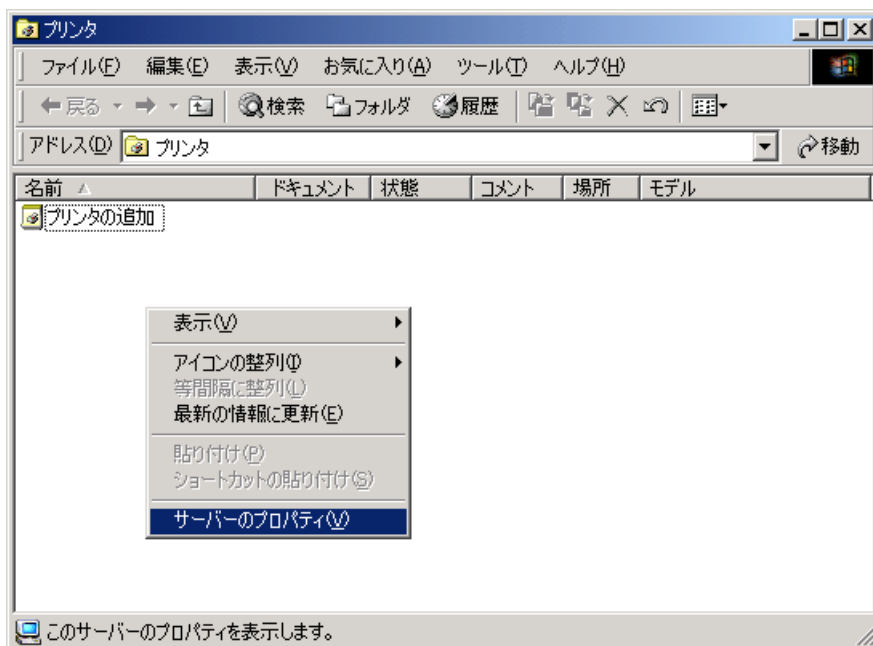 プリンタ
ファイル(F) 編集(E) 表示(V) お気に入り(A) ツール(T) ヘルプ(H)
戻る 検索 フォルダ 履歴
アドレス(D) プリンタ 移動
名前 ドキュメント 状態 コメント 場所 モデル
プリンタの追加
表示(V)
アイコンの整列(I)
等間隔に整列(L)
最新の情報に更新(E)
貼り付け(P)
ショートカットの貼り付け(S)
サーバーのプロパティ(V)
このサーバーのプロパティを表示します。